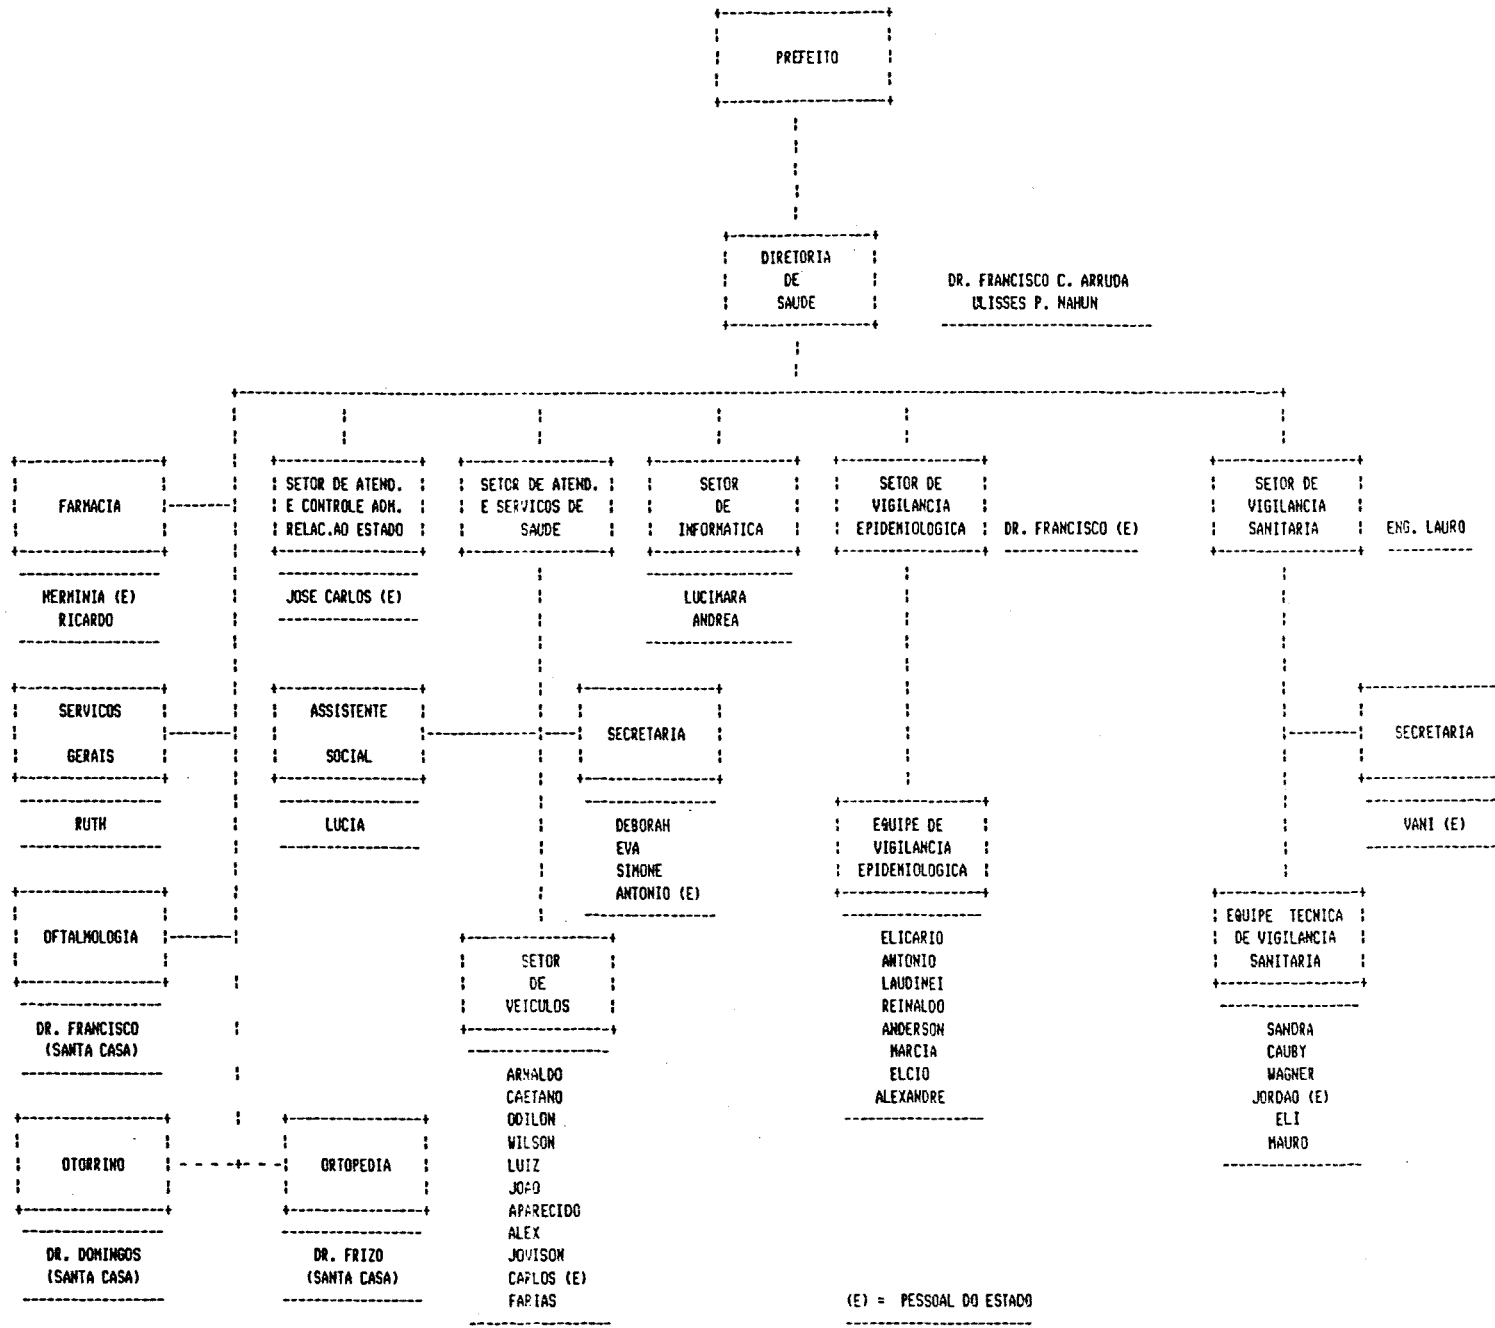 PREFEITO
DIRETORIA
DE
SAUDE
DR. FRANCISCO C. ARRUDA
ULISSES P. NAHUN
FARMACIA
HERMINIA (E)
RICARDO
SETOR DE ATEND.
E CONTROLE ADM.
RELAC.AO ESTADO
JOSE CARLOS (E)
SETOR DE ATEND.
E SERVICOS DE
SAUDE
SETOR
DE
INFORMATICA
LUCIMARA
ANDREA
SETOR DE
VIGILANCIA
EPIDEMIOLOGICA
DR. FRANCISCO (E)
SETOR DE
VIGILANCIA
SANITARIA
ENG. LAURO
SERVICOS
GERAIS
RUTH
ASSISTENTE
SOCIAL
LUCIA
SECRETARIA
DEBORAH
EVA
SIMONE
ANTONIO (E)
EQUIPE DE
VIGILANCIA
EPIDEMIOLOGICA
ELICARIO
ANTONIO
LAUDINEI
REINALDO
ANDERSON
MARCIA
ELCIO
ALEXANDRE
SECRETARIA
VANI (E)
EQUIPE TECNICA
DE VIGILANCIA
SANITARIA
SANDRA
CAUBY
WAGNER
JORDAO (E)
ELI
MAURO
OFTALMOLOGIA
DR. FRANCISCO
(SANTA CASA)
SETOR
DE
VEICULOS
ARNALDO
CAETANO
ODILON
WILSON
LUIZ
JOAO
APARECIDO
ALEX
JOVISON
CARLOS (E)
FARIAS
OTORRINO
DR. DOMINGOS
(SANTA CASA)
ORTOPEDIA
DR. FRIZO
(SANTA CASA)
(E) = PESSOAL DO ESTADO